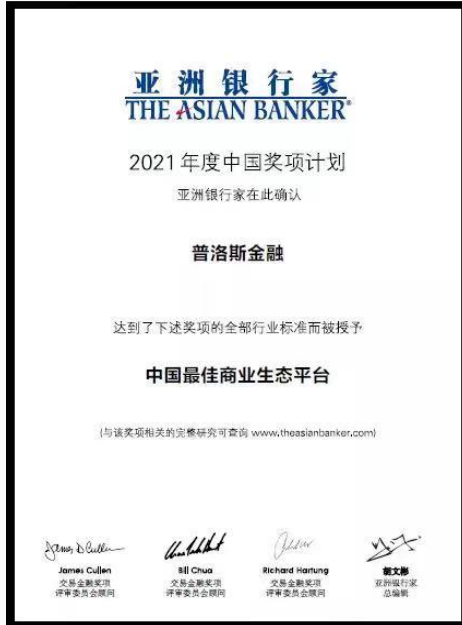 亚洲银行家
THE ASIAN BANKER®
2021年度中国奖项计划
亚洲银行家在此确认
普洛斯金融
达到了下述奖项的全部行业标准而被授予
中国最佳商业生态平台
(与该奖项相关的完整研究可查询 www.theasianbanker.com)
James D Cullen
James Cullen
交易金融奖项
评审委员会顾问
Bill Chua
交易金融奖项
评审委员会顾问
Richard Hartung
交易金融奖项
评审委员会顾问
胡文彬
亚洲银行家
总编辑